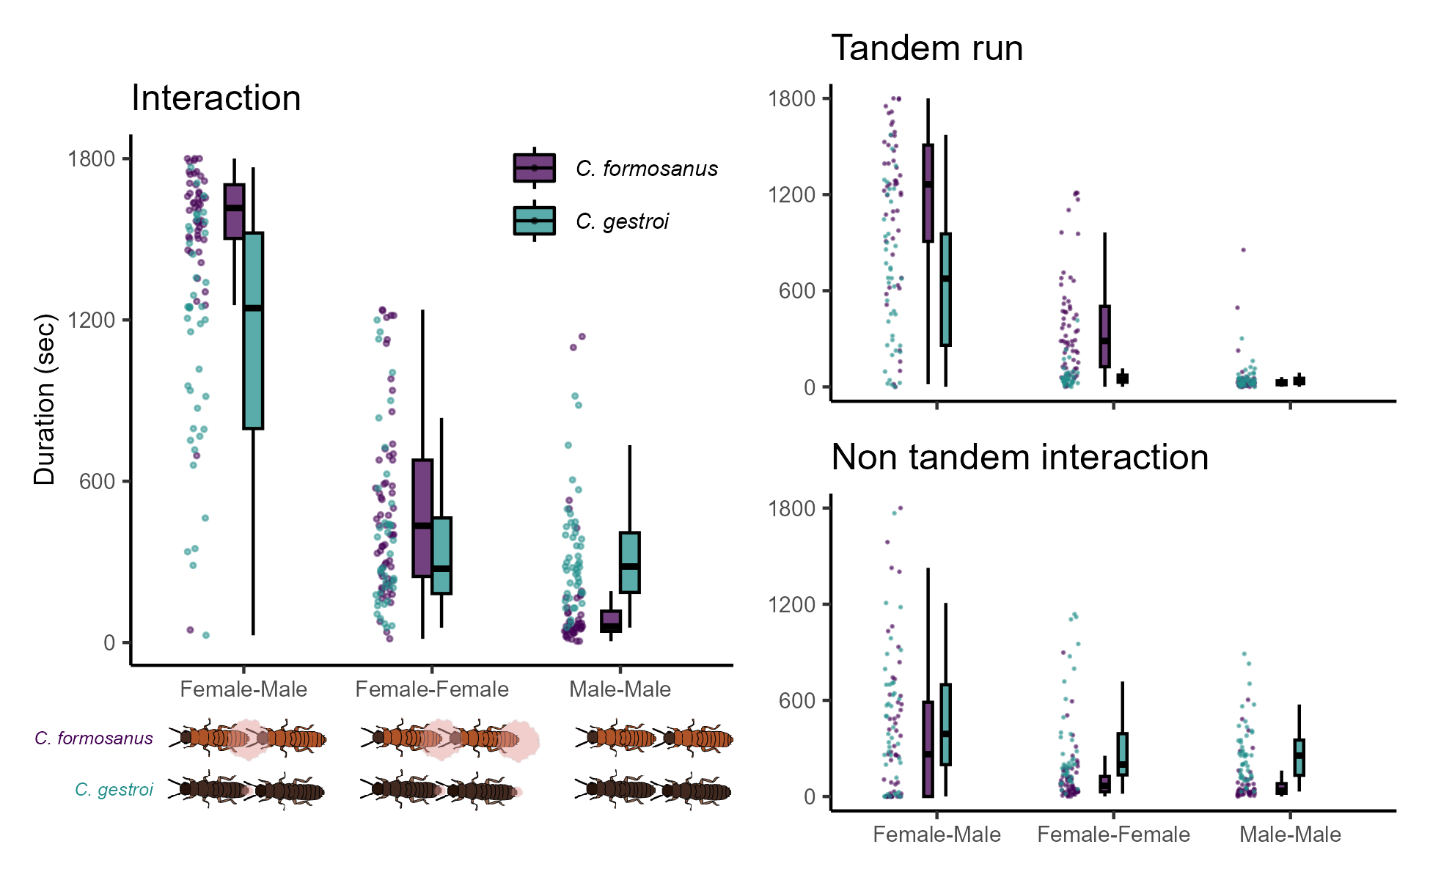 Interaction
Duration (sec)
1800
1200
600
0
C. formosanus
C. gestroi
Female-Male
Female-Female
Male-Male
C. formosanus
C. gestroi
Tandem run
1800
1200
600
0
Non tandem interaction
1800
1200
600
0
Female-Male
Female-Female
Male-Male